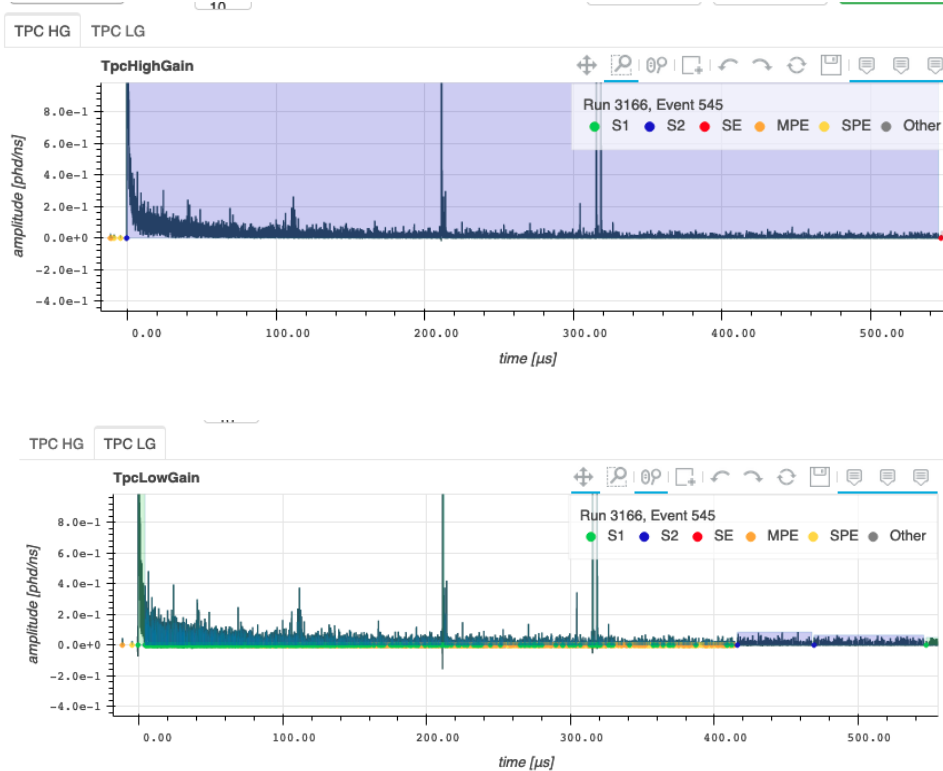 10
TPC HG TPC LG
TpcHighGain
Run 3166, Event 545
S1 S2 SE MPE SPE Other
8.0e-1
6.0e-1
4.0e-1
2.0e-1
0.0e+0
-2.0e-1
-4.0e-1
amplitude [phd/ns]
0.00 100.00 200.00 300.00 400.00 500.00
time [µs]
TPC HG TPC LG
TpcLowGain
Run 3166, Event 545
S1 S2 SE MPE SPE Other
8.0e-1
6.0e-1
4.0e-1
2.0e-1
0.0e+0
-2.0e-1
-4.0e-1
amplitude [phd/ns]
0.00 100.00 200.00 300.00 400.00 500.00
time [µs]